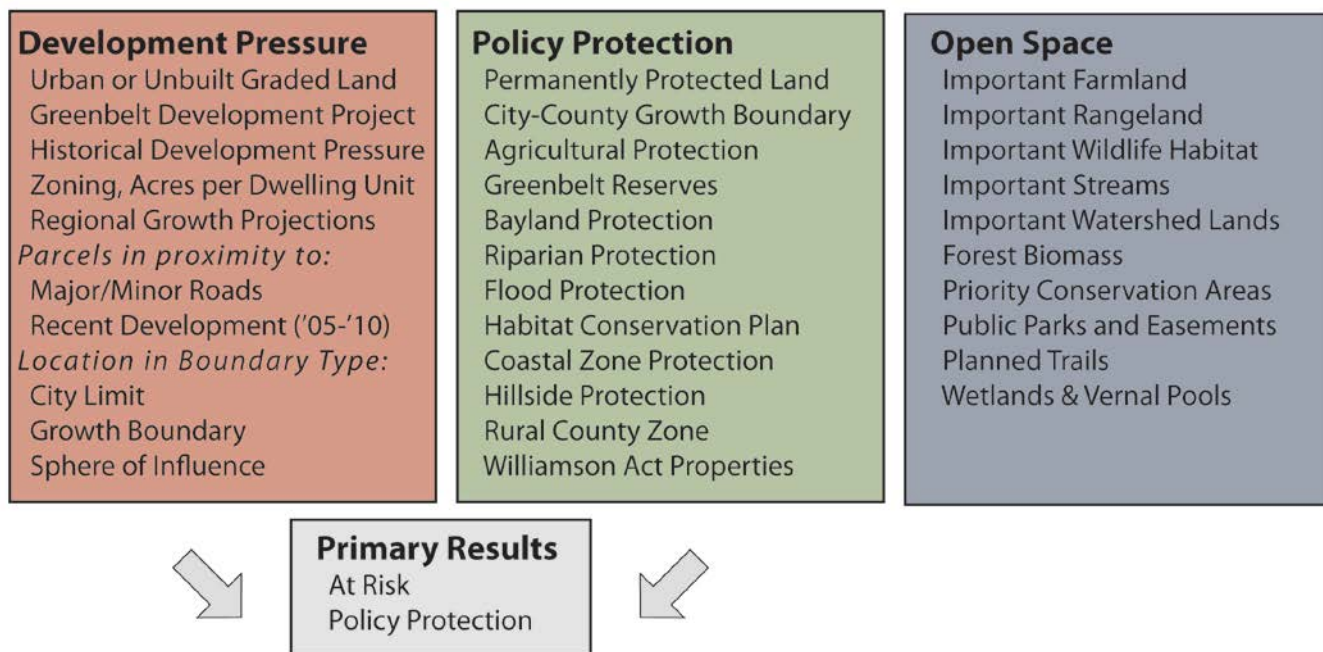 Development Pressure
Urban or Unbuilt Graded Land
Greenbelt Development Project
Historical Development Pressure
Zoning, Acres per Dwelling Unit
Regional Growth Projections
Parcels in proximity to:
Major/Minor Roads
Recent Development (’05-’10)
Location in Boundary Type:
City Limit
Growth Boundary
Sphere of Influence
Policy Protection
Permanently Protected Land
City-County Growth Boundary
Agricultural Protection
Greenbelt Reserves
Bayland Protection
Riparian Protection
Flood Protection
Habitat Conservation Plan
Coastal Zone Protection
Hillside Protection
Rural County Zone
Williamson Act Properties
Open Space
Important Farmland
Important Rangeland
Important Wildlife Habitat
Important Streams
Important Watershed Lands
Forest Biomass
Priority Conservation Areas
Public Parks and Easements
Planned Trails
Wetlands & Vernal Pools
Primary Results
At Risk
Policy Protection